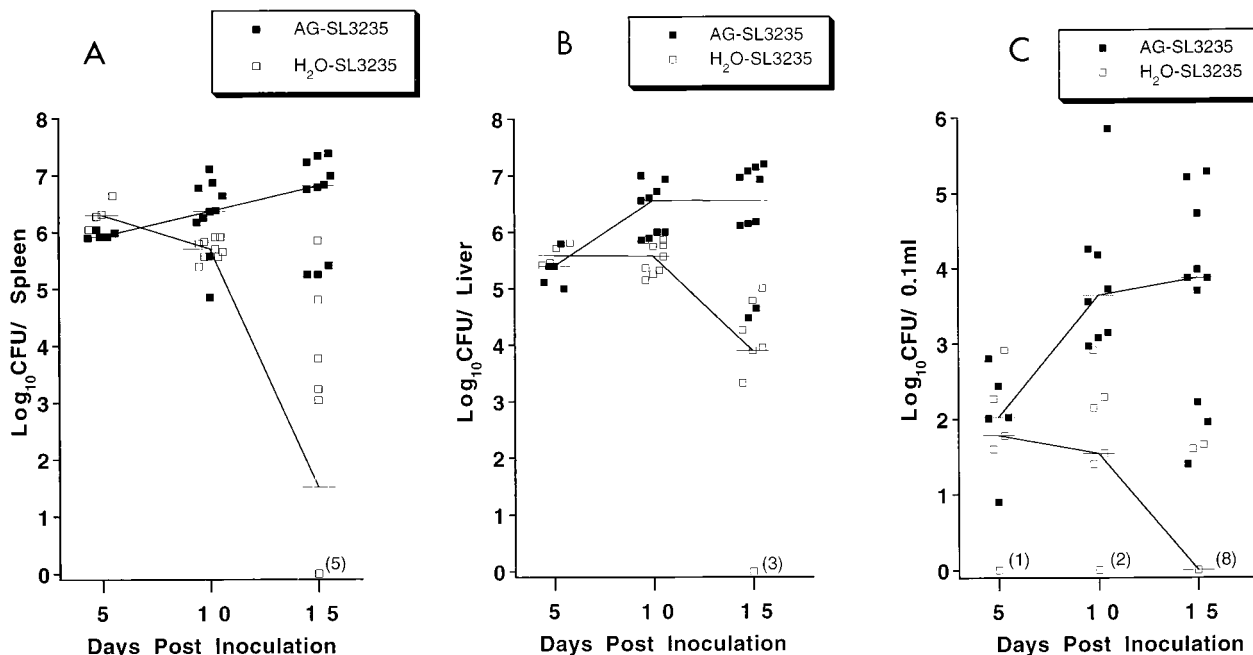 A
AG-SL3235
H₂O-SL3235
Log₁₀CFU/ Spleen
8
7
6
5
4
3
2
1
0
(5)
5
10
15
Days Post Inoculation
B
AG-SL3235
H₂O-SL3235
Log₁₀CFU/ Liver
8
7
6
5
4
3
2
1
0
(3)
5
10
15
Days Post Inoculation
C
AG-SL3235
H₂O-SL3235
Log₁₀CFU/ 0.1ml
6
5
4
3
2
1
0
(1)
(2)
(8)
5
10
15
Days Post Inoculation